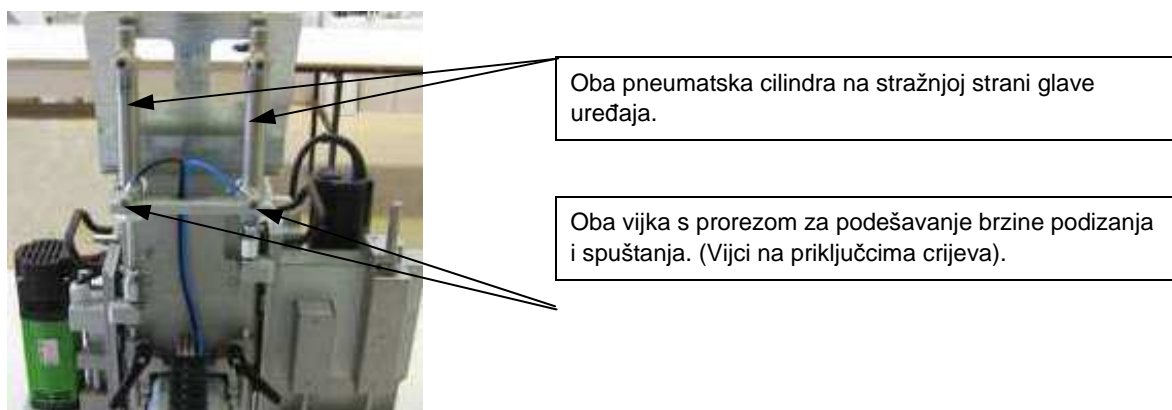 Oba pneumatska cilindra na stražnjoj strani glave
uređaja.
Oba vijka s prorezom za podešavanje brzine podizanja
i spuštanja. (Vijci na priključcima crijeva).